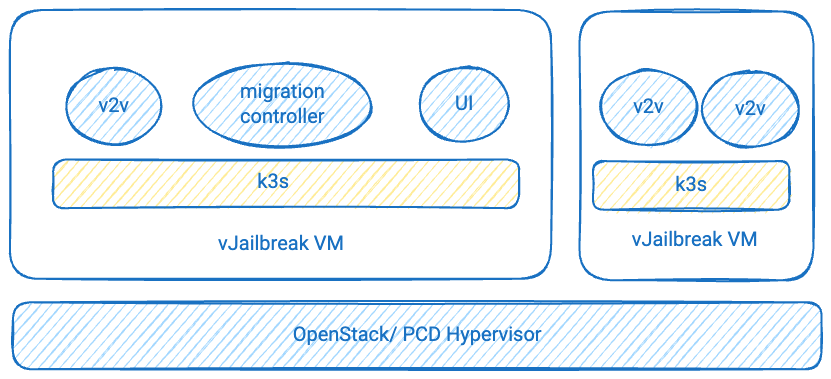 v2v
migration
controller
UI
k3s
vJailbreak VM
v2v
v2v
k3s
vJailbreak VM
OpenStack/ PCD Hypervisor